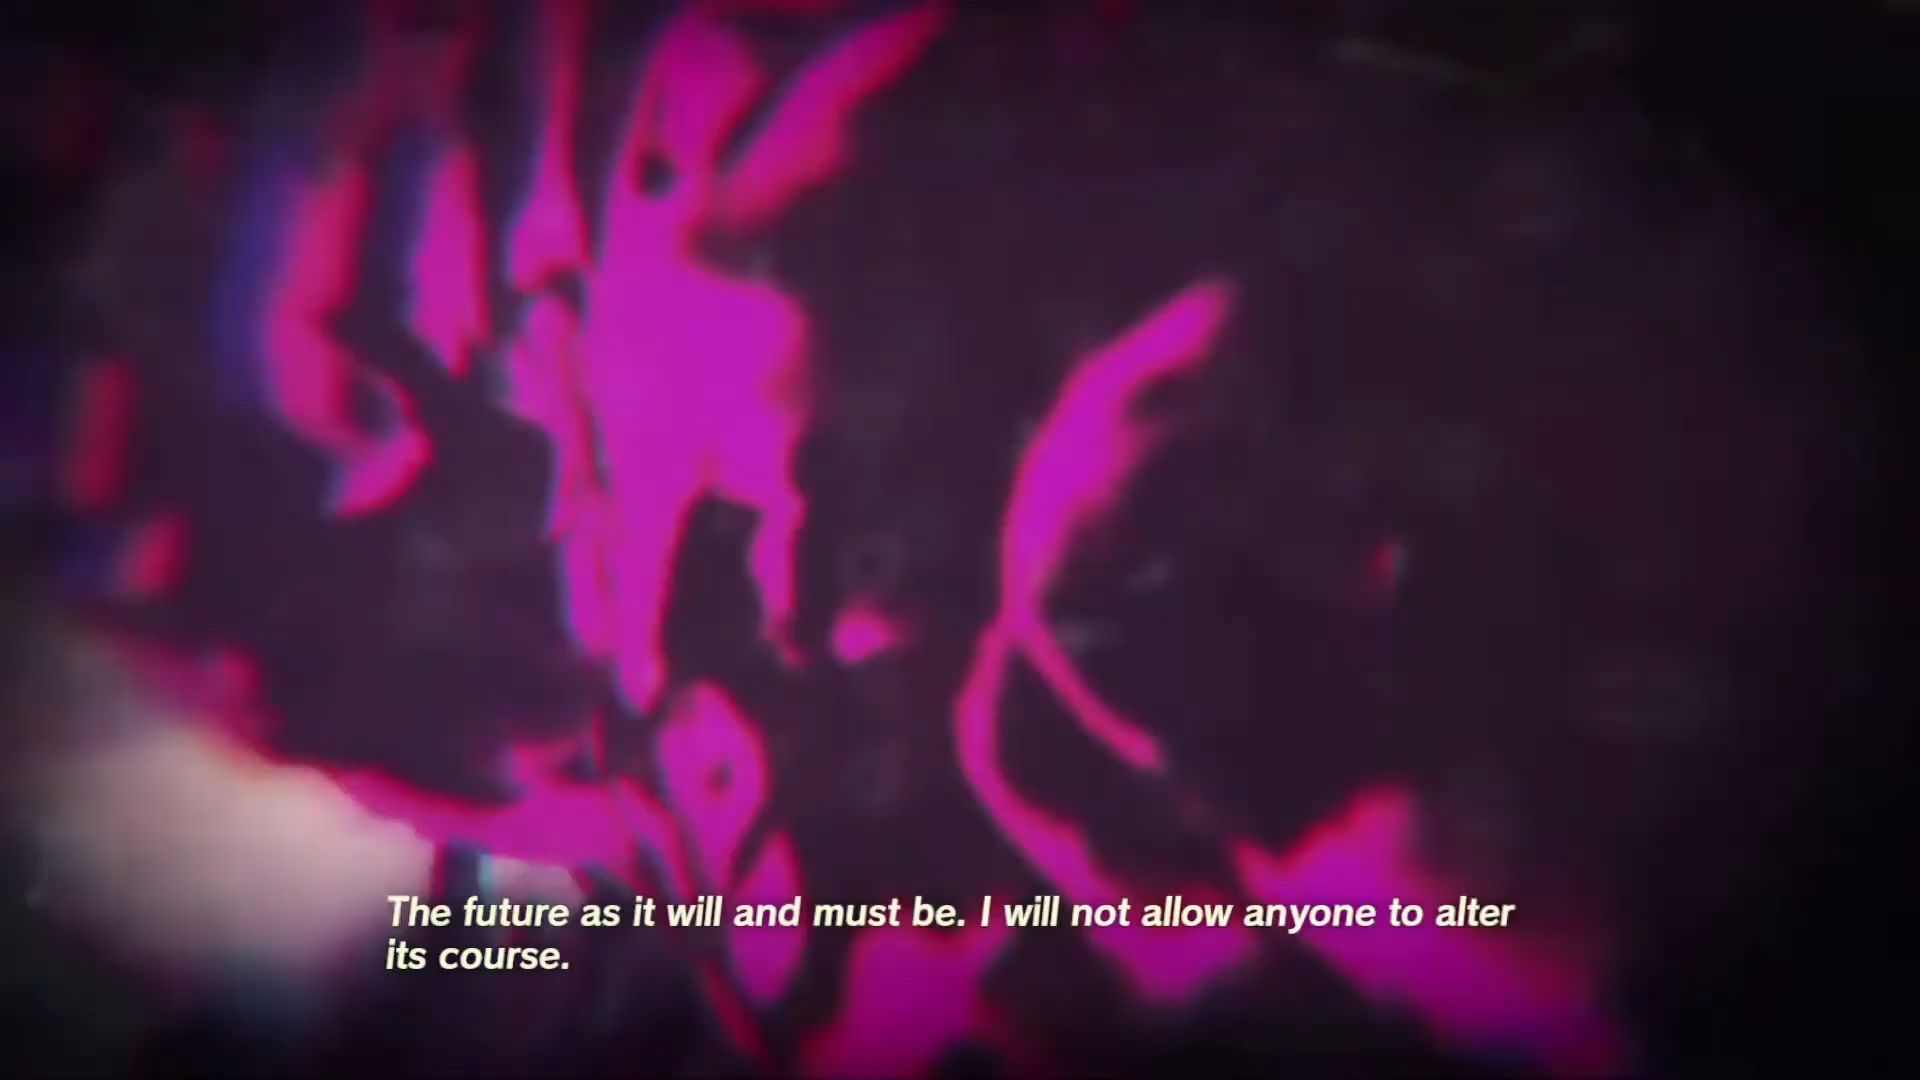 The future as it will and must be. I will not allow anyone to alter
its course.